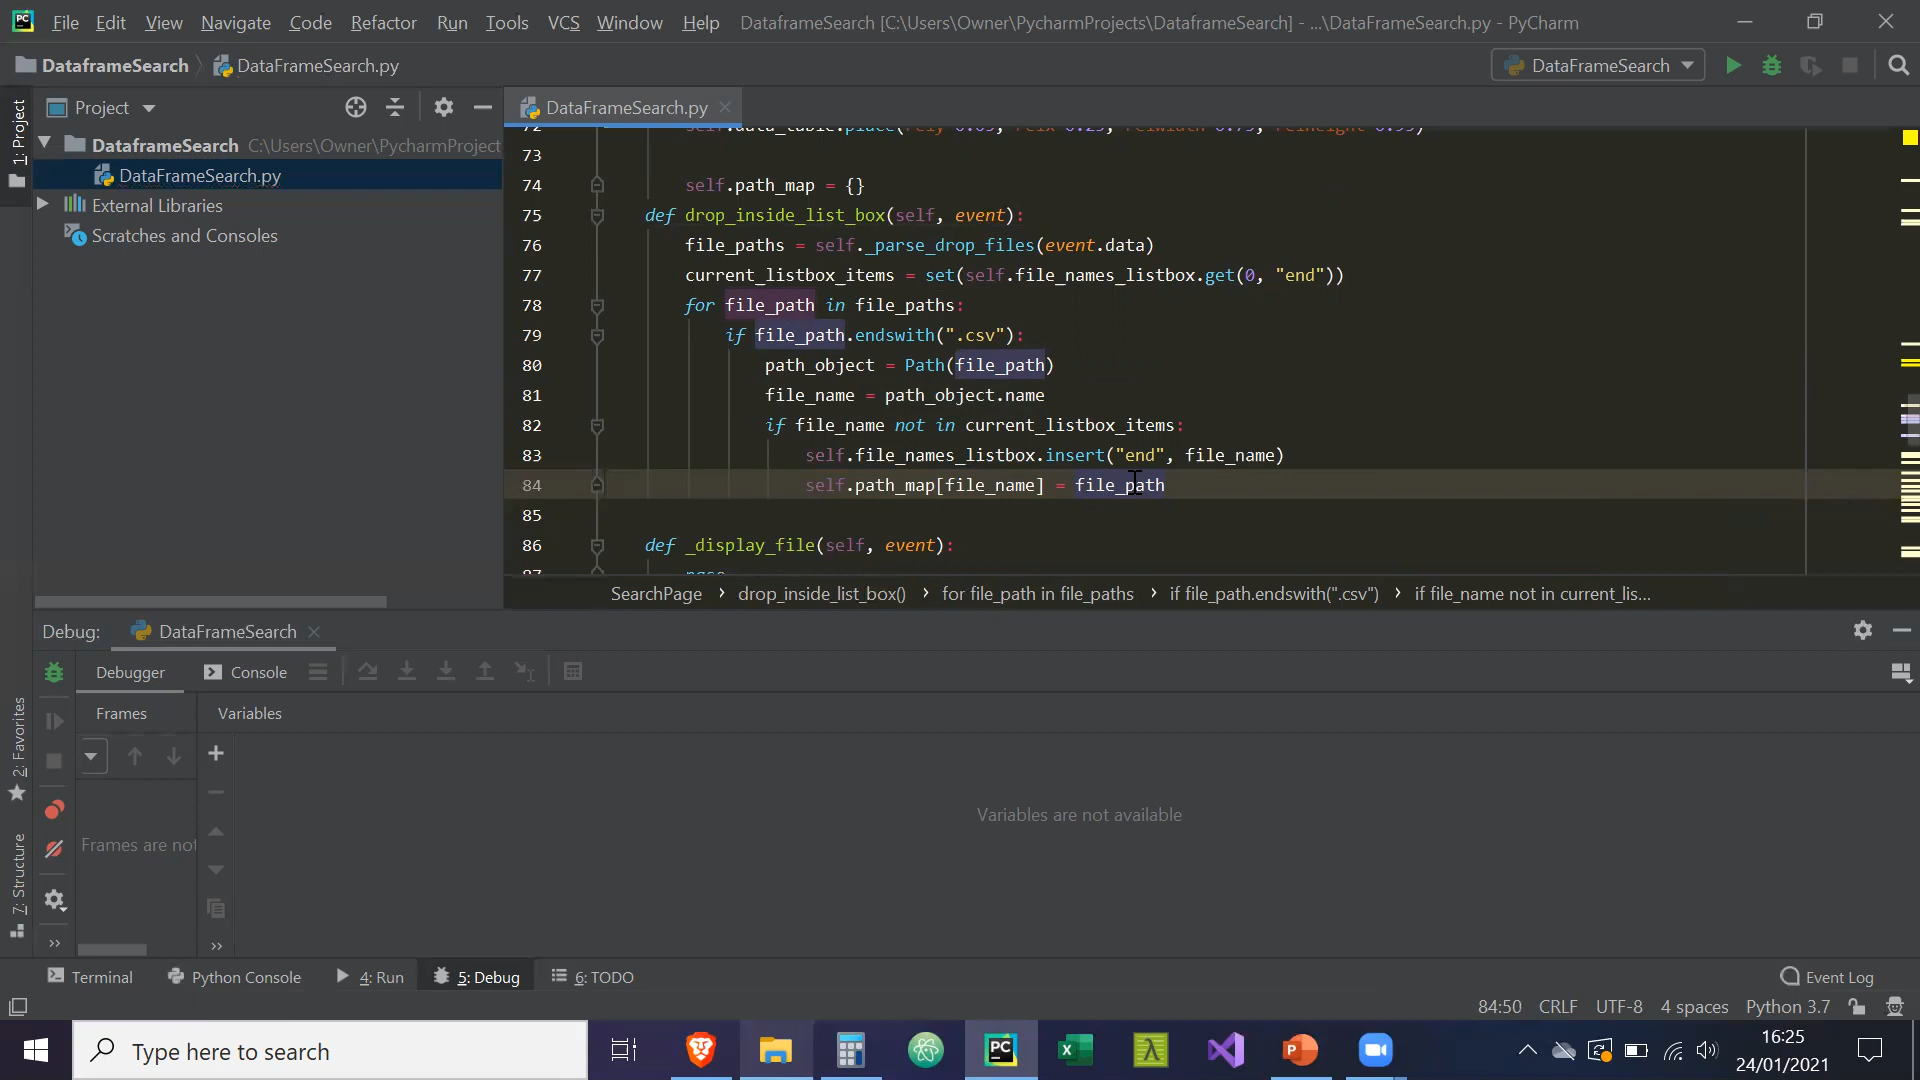 PC File Edit View Navigate Code Refactor Run Tools VCS Window Help DataframeSearch [C:\Users\Owner\PycharmProjects\DataframeSearch] - ...\DataFrameSearch.py - PyCharm
DataframeSearch DataFrameSearch.py DataFrameSearch
1: Project
Project DataFrameSearch.py
DataframeSearch C:\Users\Owner\PycharmProject
DataFrameSearch.py
External Libraries
Scratches and Consoles
73
74 self.path_map = {}
75 def drop_inside_list_box(self, event):
76 file_paths = self._parse_drop_files(event.data)
77 current_listbox_items = set(self.file_names_listbox.get(0, "end"))
78 for file_path in file_paths:
79 if file_path.endswith(".csv"):
80 path_object = Path(file_path)
81 file_name = path_object.name
82 if file_name not in current_listbox_items:
83 self.file_names_listbox.insert("end", file_name)
84 self.path_map[file_name] = file_path
85
86 def _display_file(self, event):
SearchPage › drop_inside_list_box() › for file_path in file_paths › if file_path.endswith(".csv") › if file_name not in current_lis...
Debug: DataFrameSearch
Debugger Console
Frames Variables
2: Favorites
7: Structure
Frames are not
Variables are not available
Terminal Python Console 4: Run 5: Debug 6: TODO Event Log
84:50 CRLF UTF-8 4 spaces Python 3.7
Type here to search
PC
16:25
24/01/2021